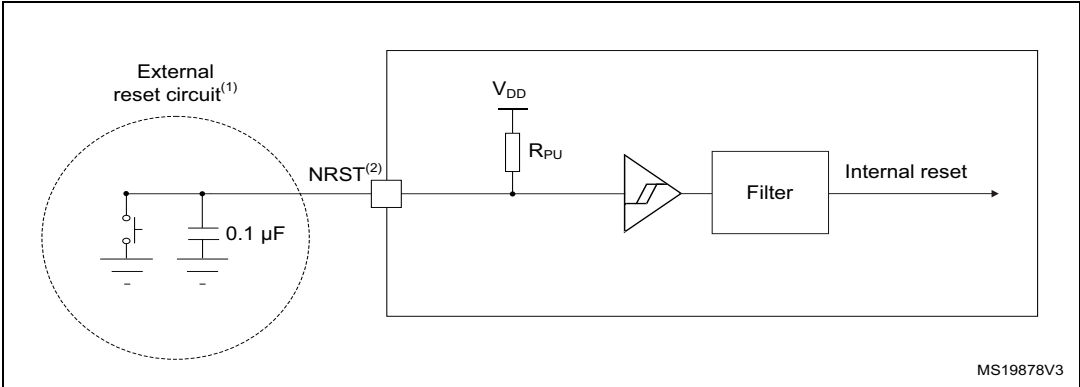 External
reset circuit(1)
VDD
RPU
NRST(2)
Filter
Internal reset
0.1 µF
MS19878V3